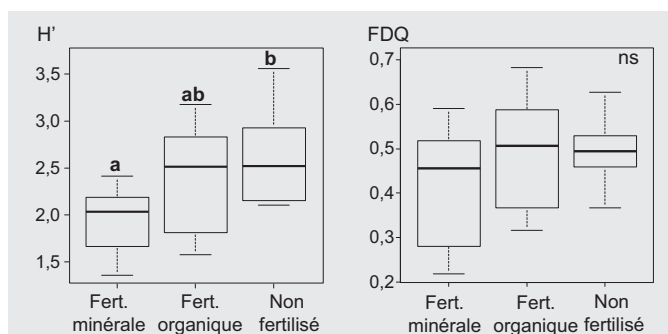 H'
3,5
3,0
2,5
2,0
1,5
a
ab
b
Fert.
minérale
Fert.
organique
Non
fertilisé
FDQ
0,7
0,6
0,5
0,4
0,3
0,2
ns
Fert.
minérale
Fert.
organique
Non
fertilisé